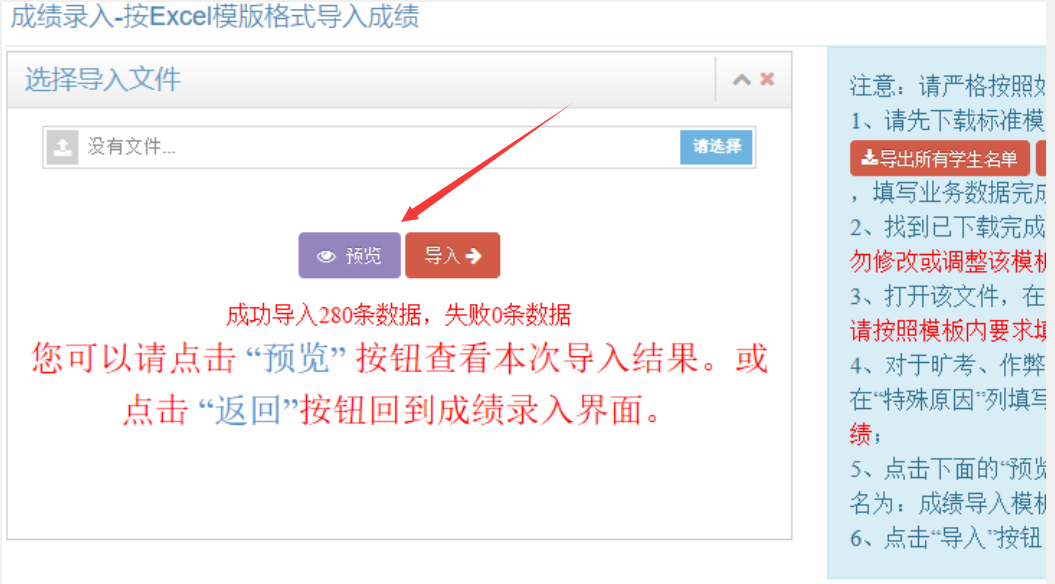 成绩录入-按Excel模版格式导入成绩
选择导入文件
没有文件...
请选择
预览
导入
成功导入280条数据，失败0条数据
您可以请点击 “预览” 按钮查看本次导入结果。或
点击 “返回”按钮回到成绩录入界面。
注意：请严格按照
1、请先下载标准模
导出所有学生名单
，填写业务数据完成
2、找到已下载完成
勿修改或调整该模板
3、打开该文件，在
请按照模板内要求填
4、对于旷考、作弊
在“特殊原因”列填写
绩；
5、点击下面的“预览
名为：成绩导入模板
6、点击“导入”按钮